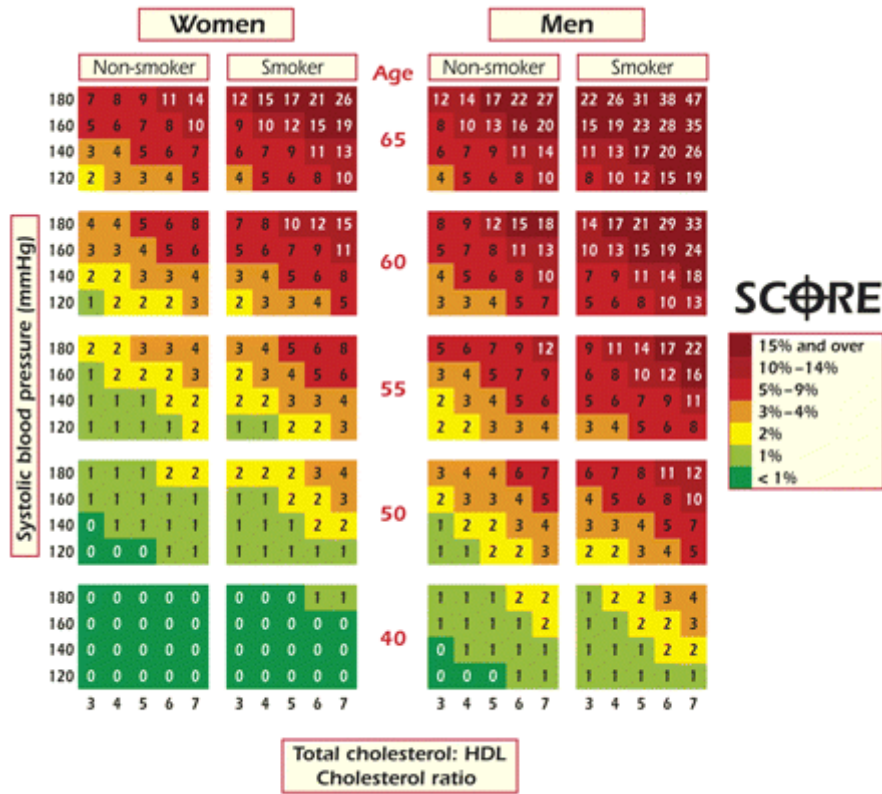 Women Men
Non-smoker Smoker Age Non-smoker Smoker
180 7 8 9 11 14 12 15 17 21 26 12 14 17 22 27 22 26 31 38 47
160 5 6 7 8 10 9 10 12 15 19 8 10 13 16 20 15 19 23 28 35
65
140 3 4 5 6 7 6 7 9 11 13 6 7 9 11 14 11 13 17 20 26
120 2 3 3 4 5 4 5 6 8 10 4 5 6 8 10 8 10 12 15 19
Systolic blood pressure (mmHg)
180 4 4 5 6 8 7 8 10 12 15 8 9 12 15 18 14 17 21 29 33
160 3 3 4 5 6 5 6 7 9 11 5 7 8 11 13 10 13 15 19 24
60
140 2 2 3 3 4 3 4 5 6 8 4 5 6 8 10 7 9 11 14 18
120 1 2 2 2 3 2 3 3 4 5 3 3 4 5 7 5 6 8 10 13
180 2 2 3 3 4 3 4 5 6 8 5 6 7 9 12 9 11 14 17 22
160 1 2 2 2 3 2 3 4 5 6 3 4 5 7 9 6 8 10 12 16
55
140 1 1 1 2 2 2 2 3 3 4 2 3 4 5 6 5 6 7 9 11
120 1 1 1 1 2 1 1 2 2 3 2 2 3 3 4 3 4 5 6 8
180 1 1 1 2 2 2 2 2 3 4 3 4 4 6 7 6 7 8 11 12
160 1 1 1 1 1 1 1 2 2 3 2 3 3 4 5 4 5 6 8 10
50
140 0 1 1 1 1 1 1 1 2 2 1 2 2 3 4 3 3 4 5 7
120 0 0 0 1 1 1 1 1 1 1 1 1 2 2 3 2 2 3 4 5
180 0 0 0 0 0 0 0 0 1 1 1 1 1 2 2 1 2 2 3 4
160 0 0 0 0 0 0 0 0 0 0 1 1 1 1 2 1 1 2 2 3
40
140 0 0 0 0 0 0 0 0 0 0 0 1 1 1 1 1 1 1 2 2
120 0 0 0 0 0 0 0 0 0 0 0 0 0 1 1 1 1 1 1 1
3 4 5 6 7 3 4 5 6 7 3 4 5 6 7 3 4 5 6 7
Total cholesterol: HDL
Cholesterol ratio
SCORE
15% and over
10%–14%
5%–9%
3%–4%
2%
1%
< 1%